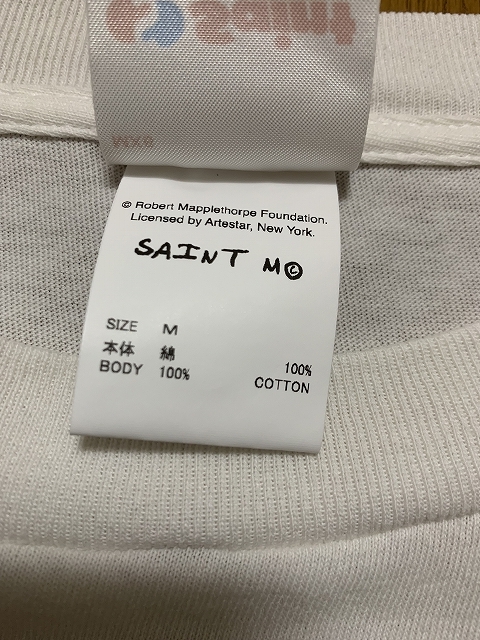 © Robert Mapplethorpe Foundation.
Licensed by Artestar, New York.
SAINT M©
SIZE M
本体 綿
BODY 100%
100%
COTTON